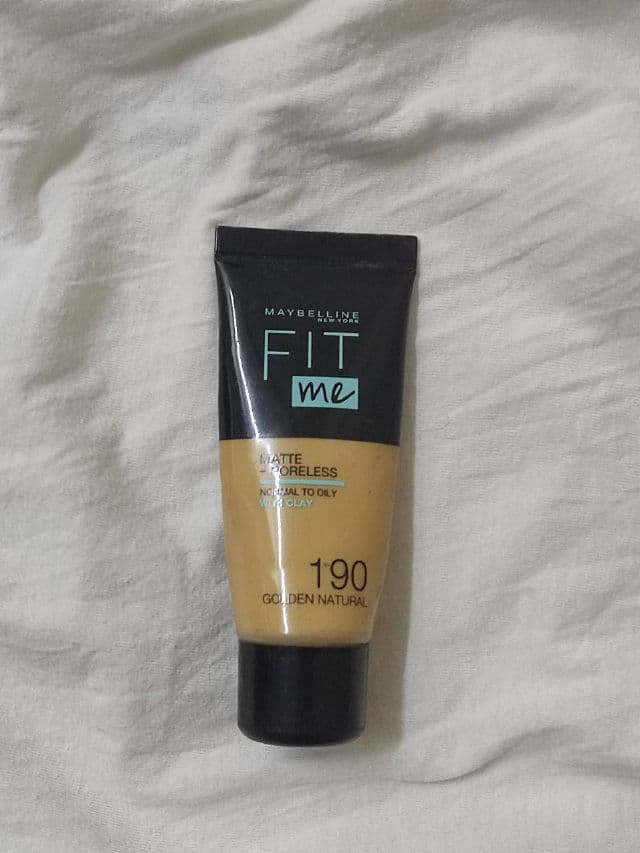 MAYBELLINE
NEW YORK
FIT
me
MATTE
+ PORELESS
NORMAL TO OILY
WITH CLAY
190
GOLDEN NATURAL